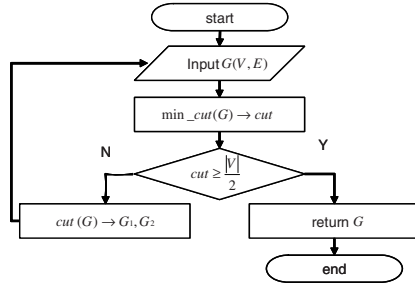 start
Input G(V, E)
min _cut(G) → cut
N
Y
cut ≥ |V|/2
cut (G) → G₁, G₂
return G
end